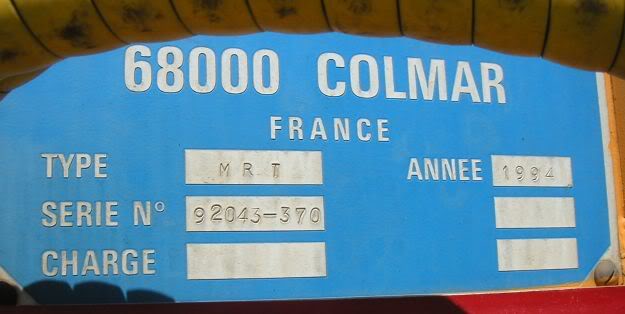 68000 COLMAR
FRANCE
TYPE MRT ANNEE 1994
SERIE N° 92043-370
CHARGE